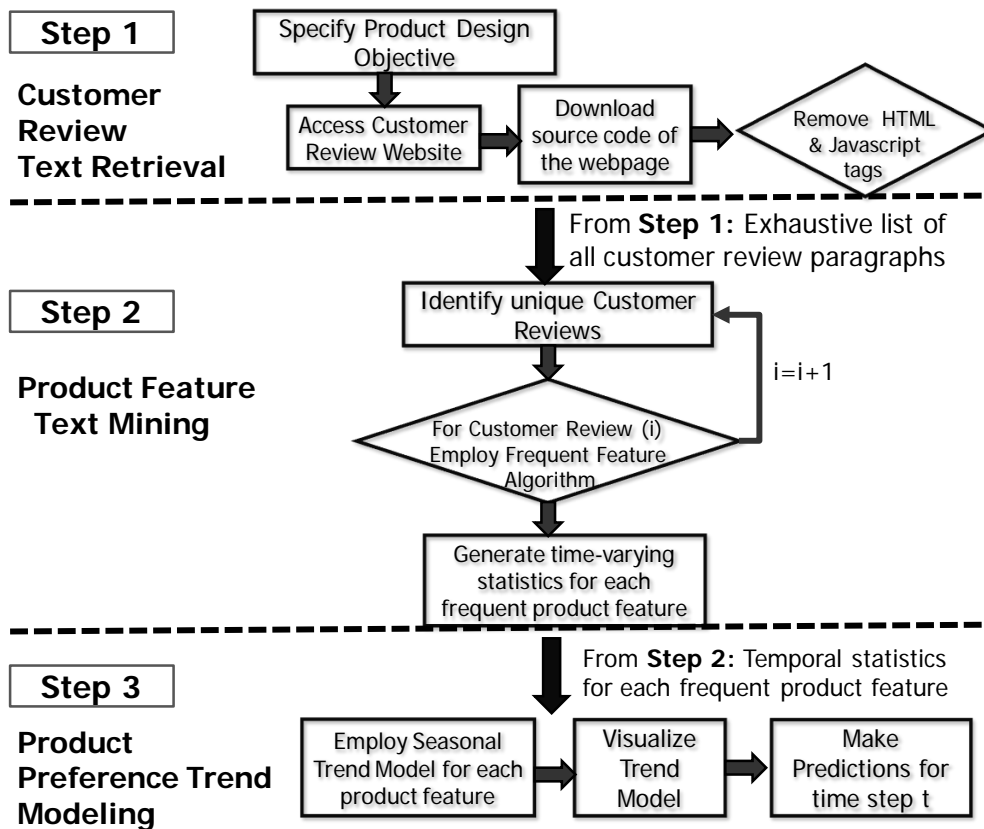 Step 1
Customer
Review
Text Retrieval
Specify Product Design
Objective
Access Customer
Review Website
Download
source code of
the webpage
Remove HTML
& Javascript
tags
From Step 1: Exhaustive list of
all customer review paragraphs
Step 2
Product Feature
Text Mining
Identify unique Customer
Reviews
i=i+1
For Customer Review (i)
Employ Frequent Feature
Algorithm
Generate time-varying
statistics for each
frequent product feature
From Step 2: Temporal statistics
for each frequent product feature
Step 3
Product
Preference Trend
Modeling
Employ Seasonal
Trend Model for each
product feature
Visualize
Trend
Model
Make
Predictions for
time step t